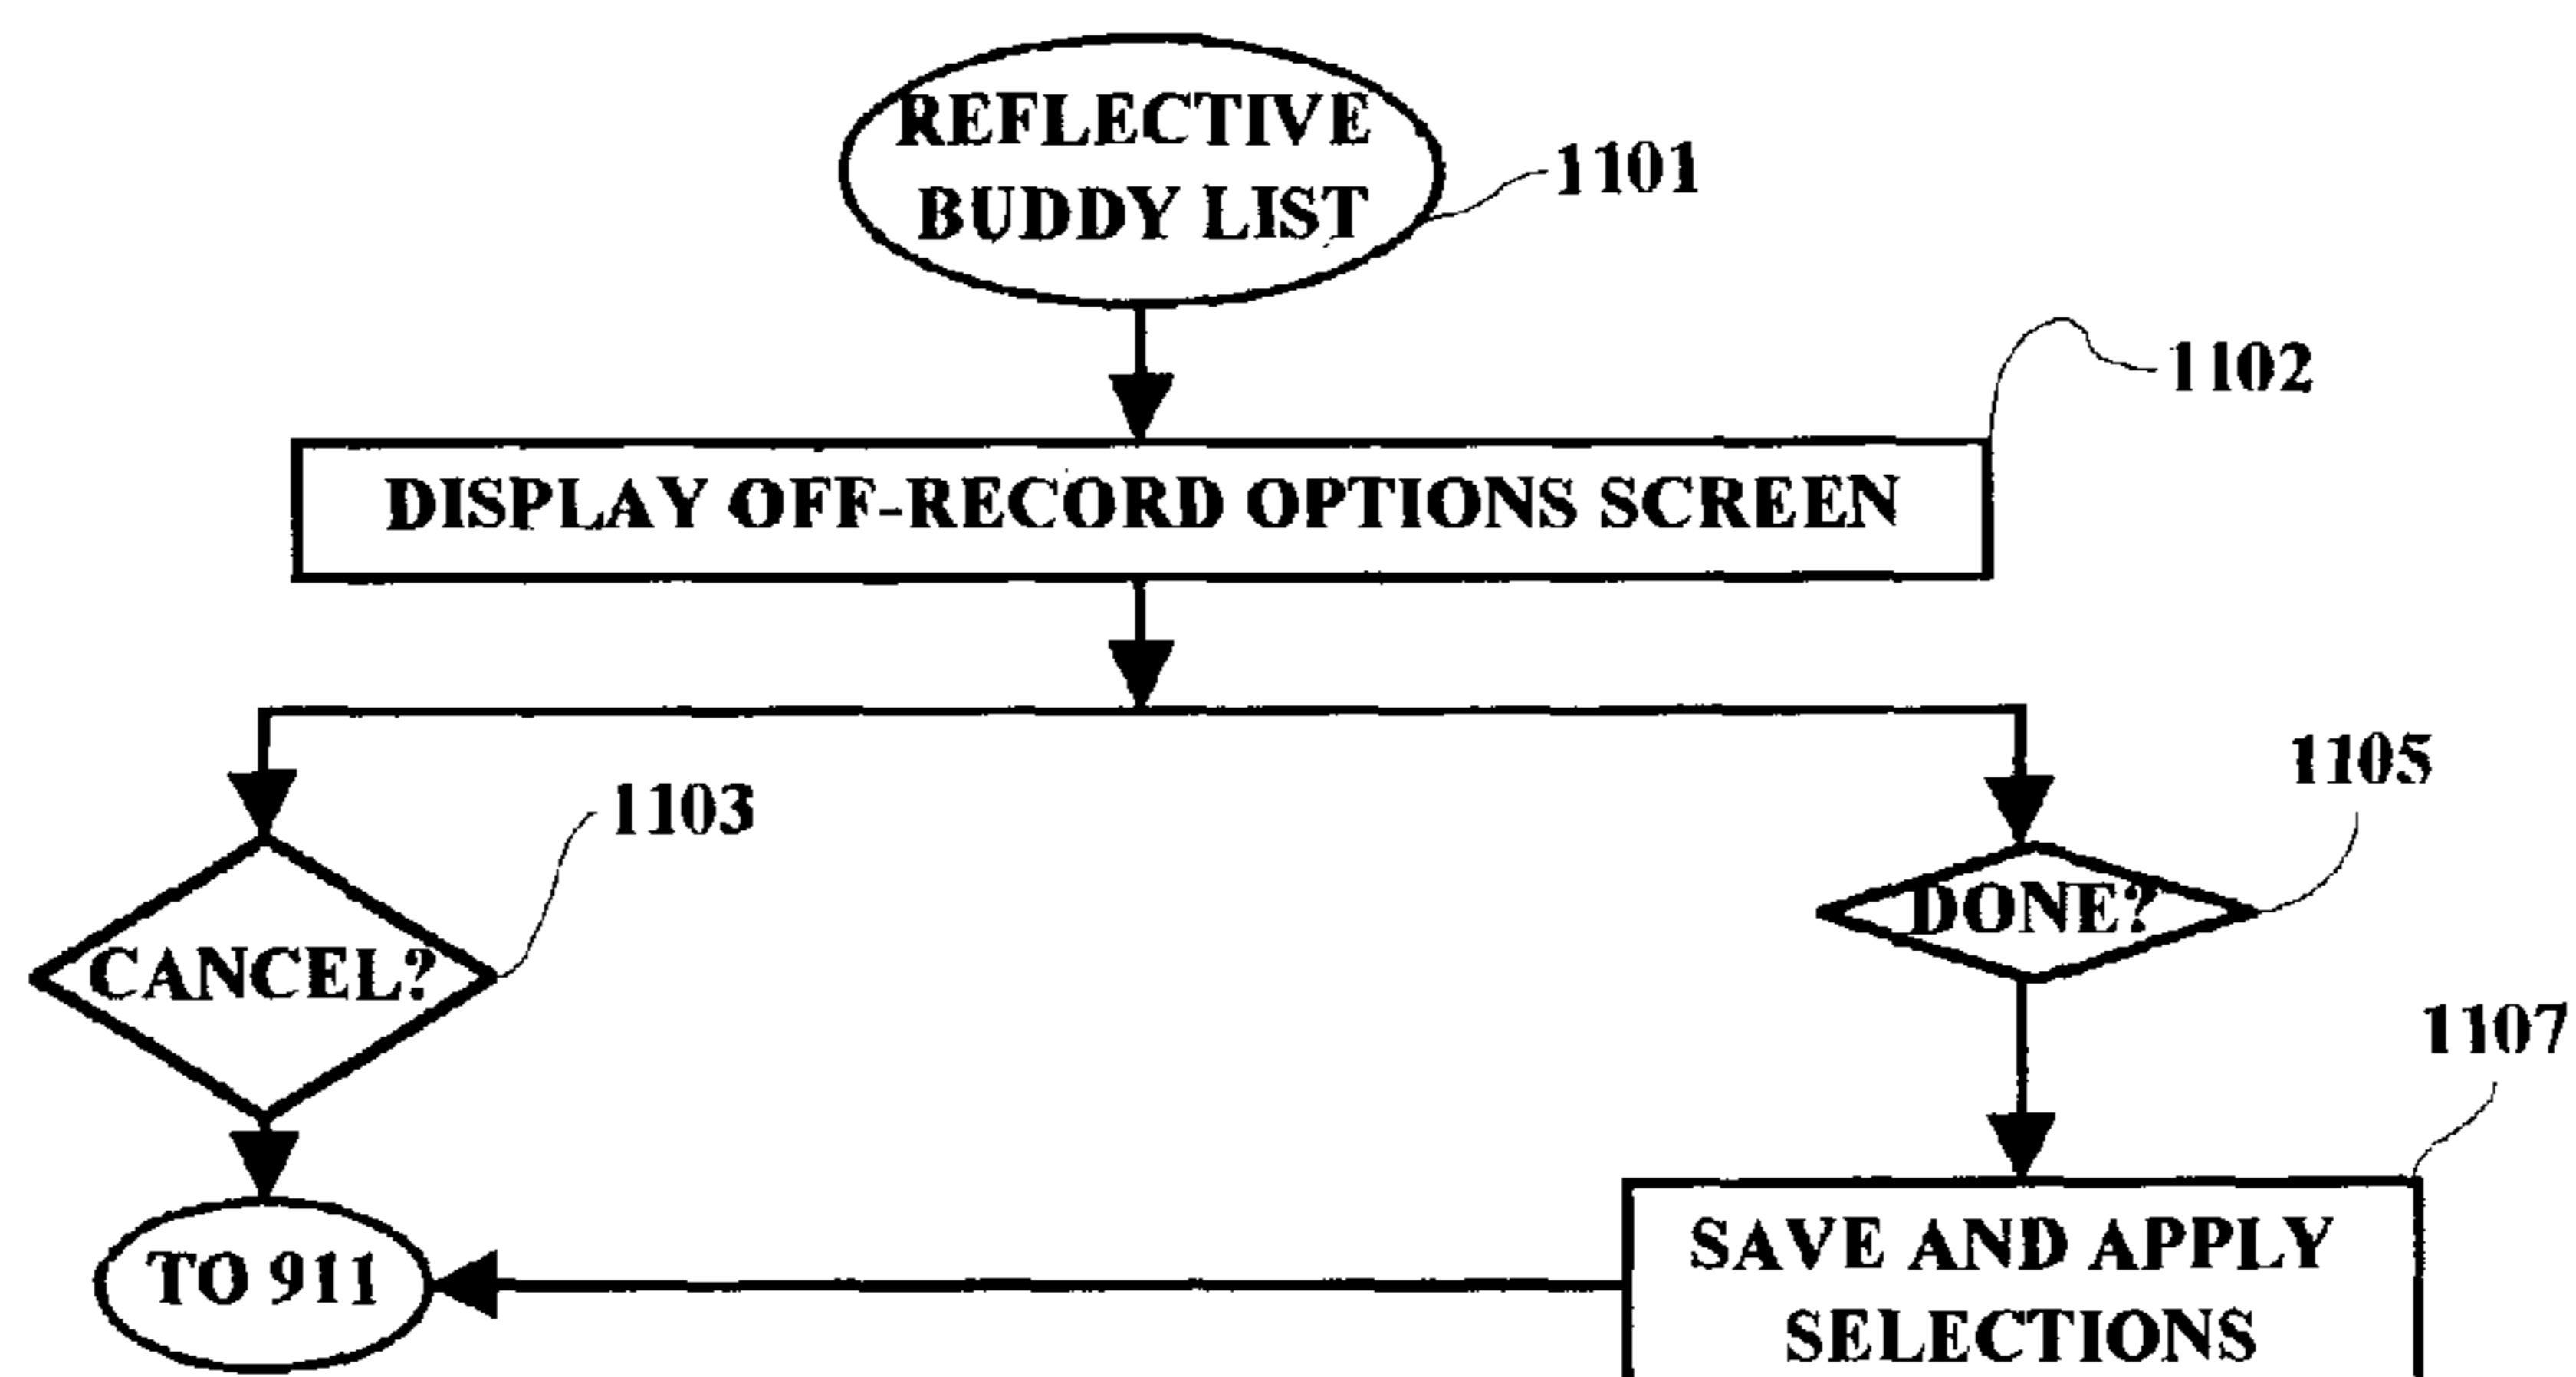 REFLECTIVE
BUDDY LIST
1101
1102
DISPLAY OFF-RECORD OPTIONS SCREEN
1103
1105
CANCEL?
DONE?
1107
TO 911
SAVE AND APPLY
SELECTIONS